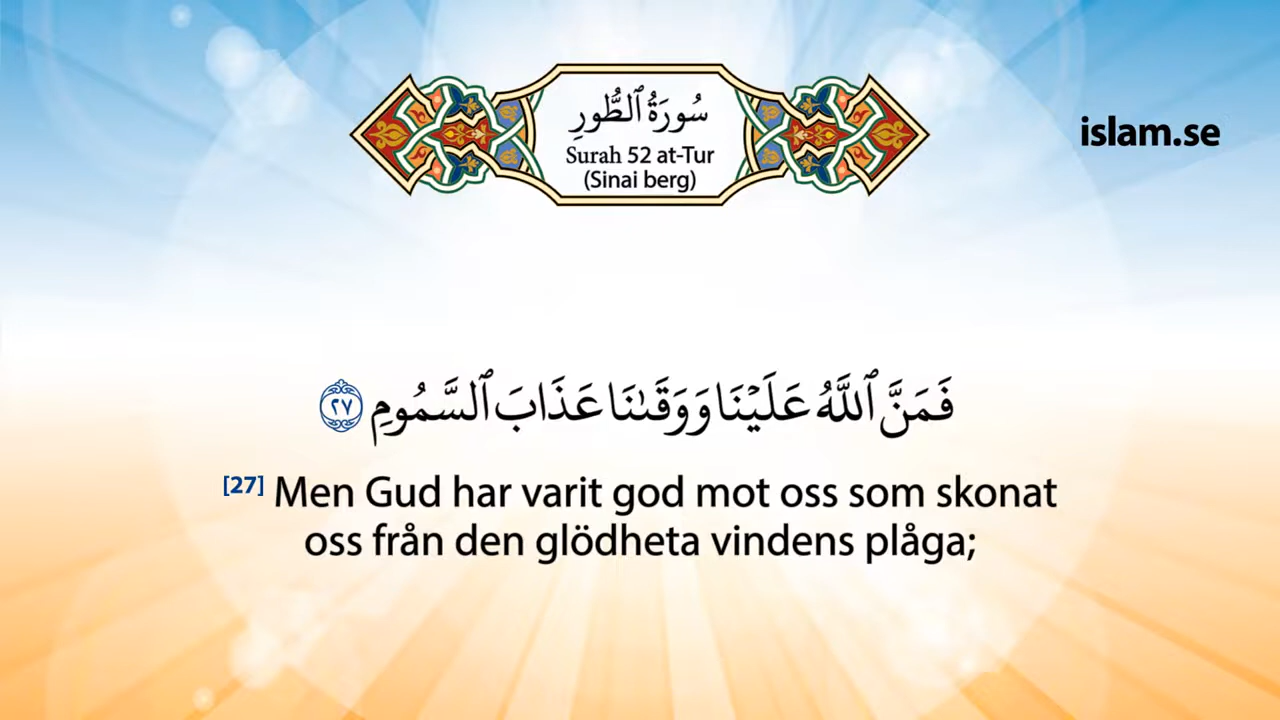 سُورَةُ ٱلطُّورِ
Surah 52 at-Tur
(Sinai berg)
islam.se
فَمَنَّ ٱللَّهُ عَلَيْنَا وَوَقَىٰنَا عَذَابَ ٱلسَّمُومِ ٢٧
[27] Men Gud har varit god mot oss som skonat
oss från den glödheta vindens plåga;